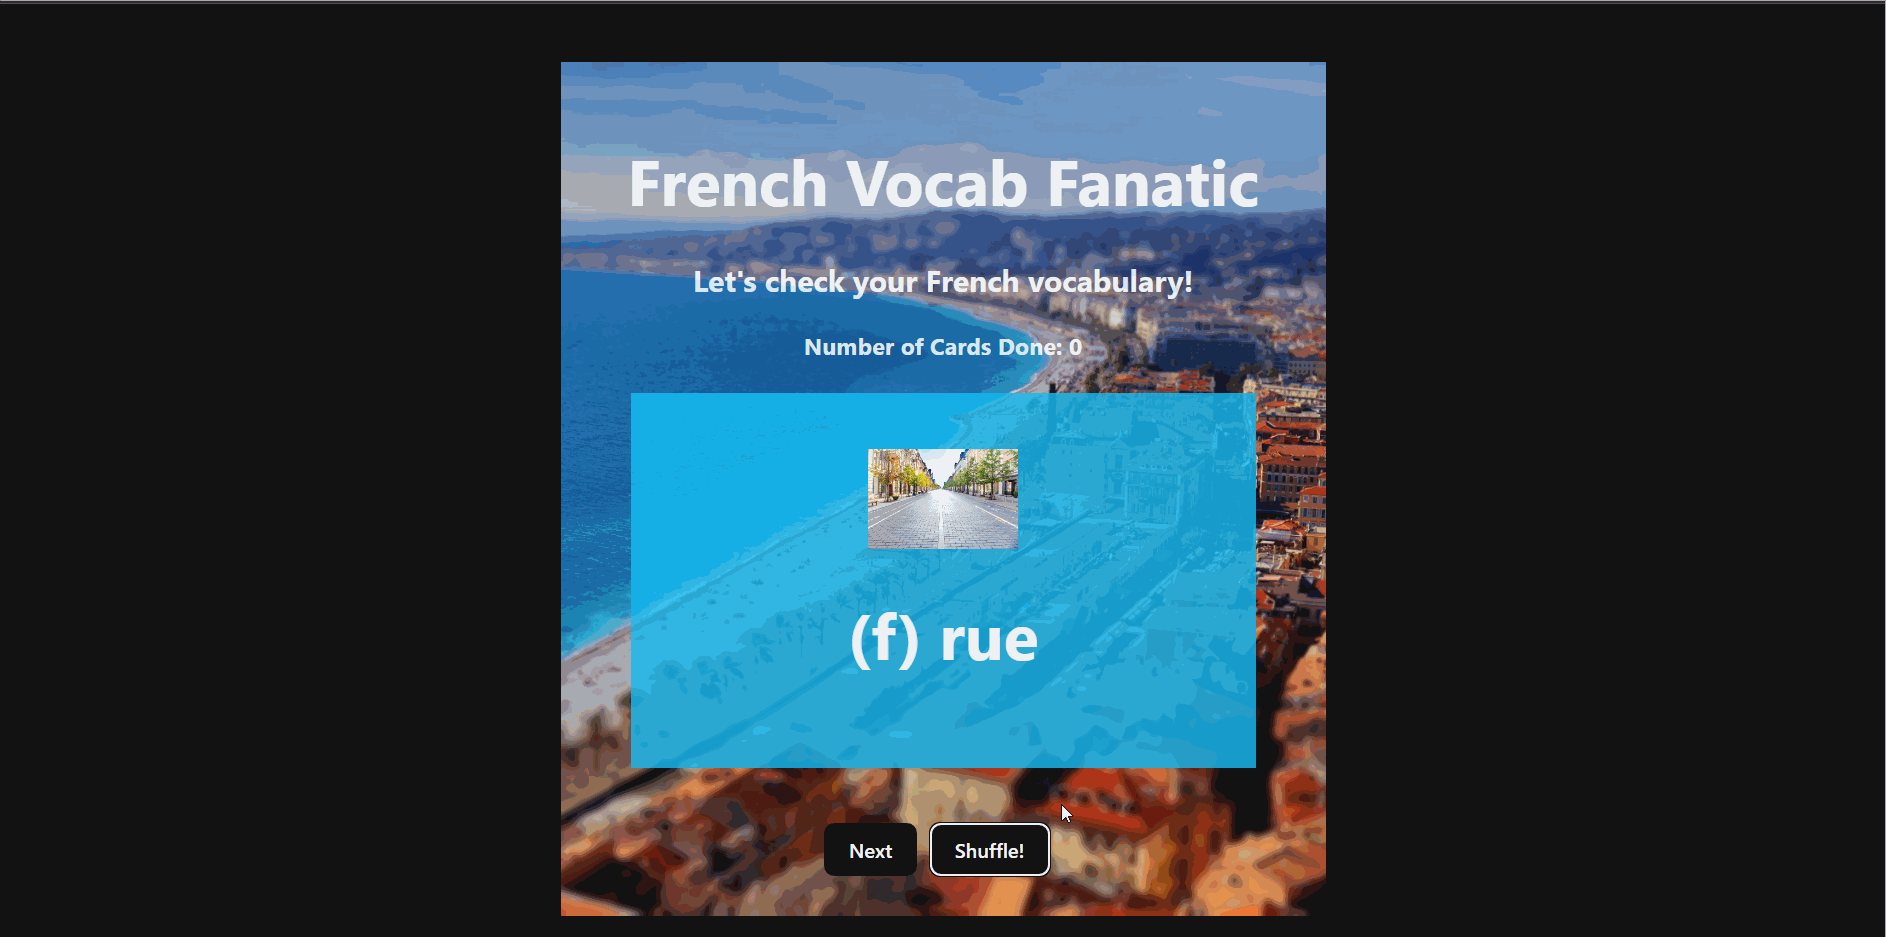 French Vocab Fanatic
Let's check your French vocabulary!
Number of Cards Done: 0
(f) rue
Next
Shuffle!